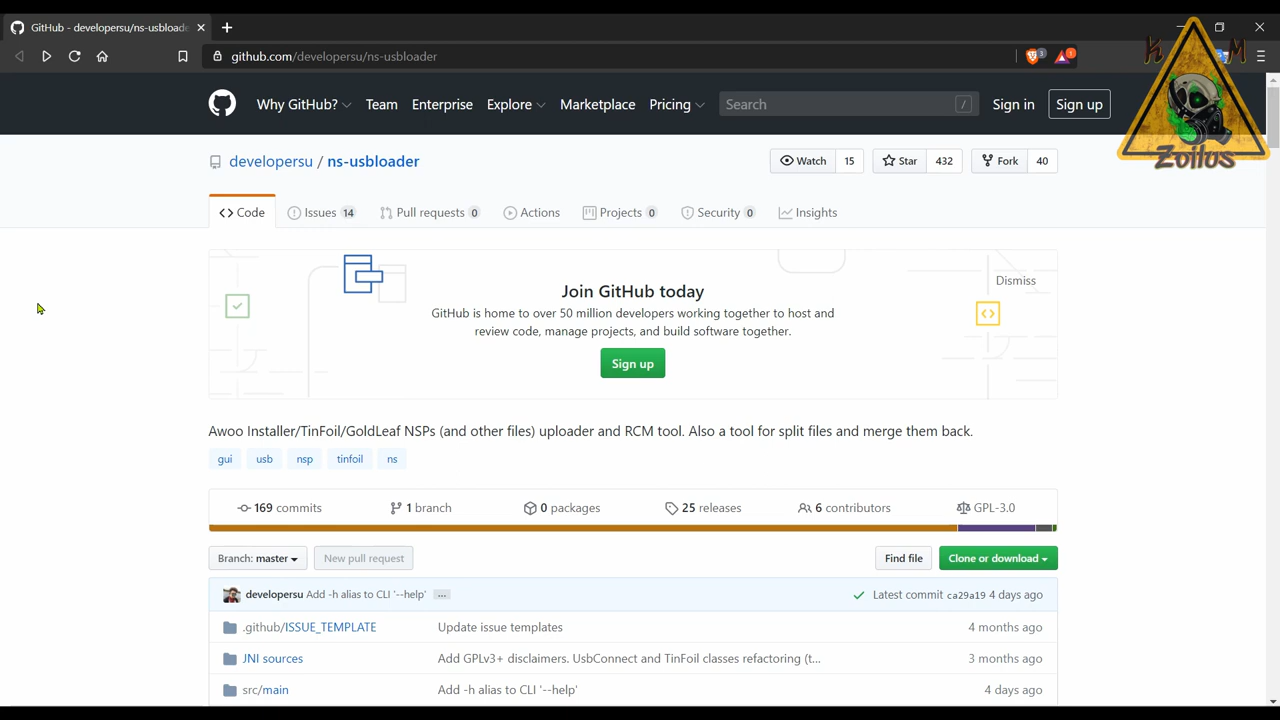 GitHub - developersu/ns-usbloade
github.com/developersu/ns-usbloader
3
1
K M
Zoilus
Why GitHub?
Team
Enterprise
Explore
Marketplace
Pricing
Search
/
Sign in
Sign up
developersu / ns-usbloader
Watch 15
Star 432
Fork 40
Code
Issues 14
Pull requests 0
Actions
Projects 0
Security 0
Insights
Join GitHub today
Dismiss
GitHub is home to over 50 million developers working together to host and
review code, manage projects, and build software together.
Sign up
Awoo Installer/TinFoil/GoldLeaf NSPs (and other files) uploader and RCM tool. Also a tool for split files and merge them back.
gui usb nsp tinfoil ns
169 commits
1 branch
0 packages
25 releases
6 contributors
GPL-3.0
Branch: master
New pull request
Find file
Clone or download
developersu Add -h alias to CLI '--help' ...
Latest commit ca29a19 4 days ago
.github/ISSUE_TEMPLATE Update issue templates 4 months ago
JNI sources Add GPLv3+ disclaimers. UsbConnect and TinFoil classes refactoring (t... 3 months ago
src/main Add -h alias to CLI '--help' 4 days ago